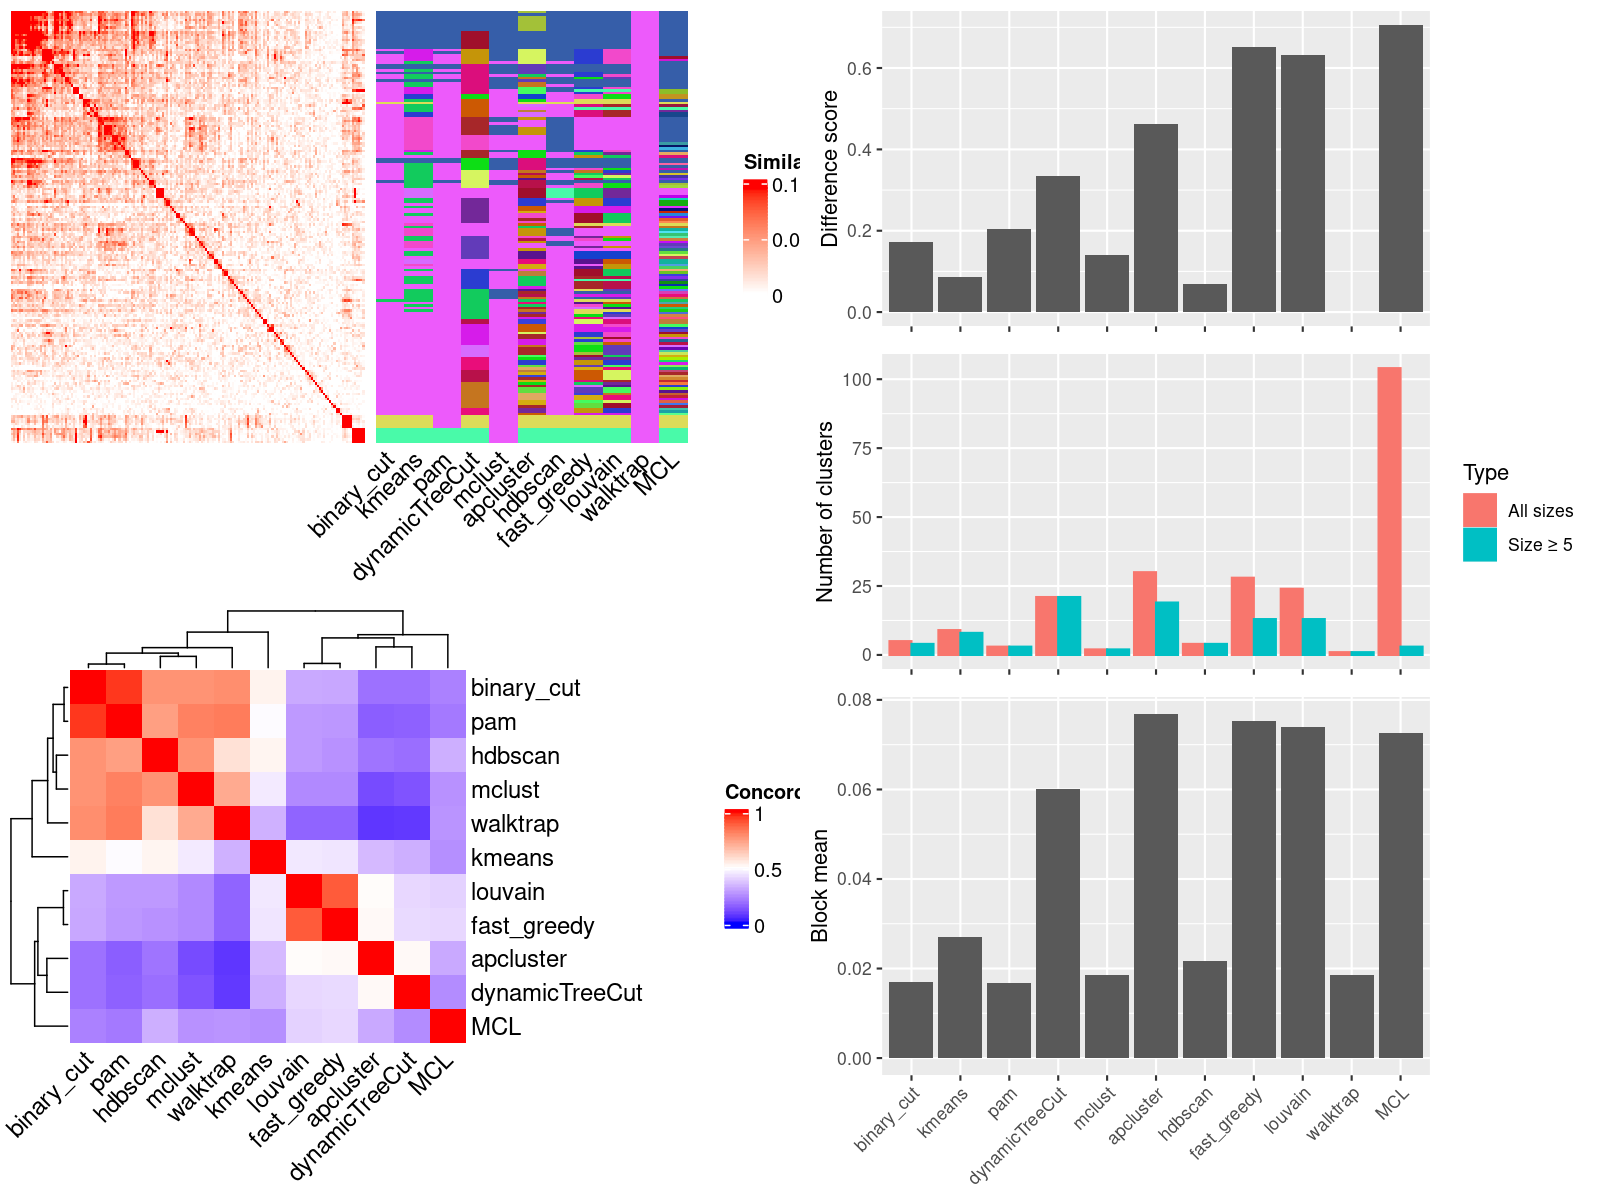 Simila
0.1
0.0
0
binary_cut
kmeans
pam
dynamicTreeCut
mclust
apcluster
hdbscan
fast_greedy
louvain
walktrap
MCL
binary_cut
pam
hdbscan
mclust
walktrap
kmeans
louvain
fast_greedy
apcluster
dynamicTreeCut
MCL
binary_cut
pam
hdbscan
mclust
walktrap
kmeans
louvain
fast_greedy
apcluster
dynamicTreeCut
MCL
Concord
1
0.5
0
Difference score
0.6
0.4
0.2
0.0
Number of clusters
100
75
50
25
0
Type
All sizes
Size ≥ 5
Block mean
0.08
0.06
0.04
0.02
0.00
binary_cut
kmeans
pam
dynamicTreeCut
mclust
apcluster
hdbscan
fast_greedy
louvain
walktrap
MCL